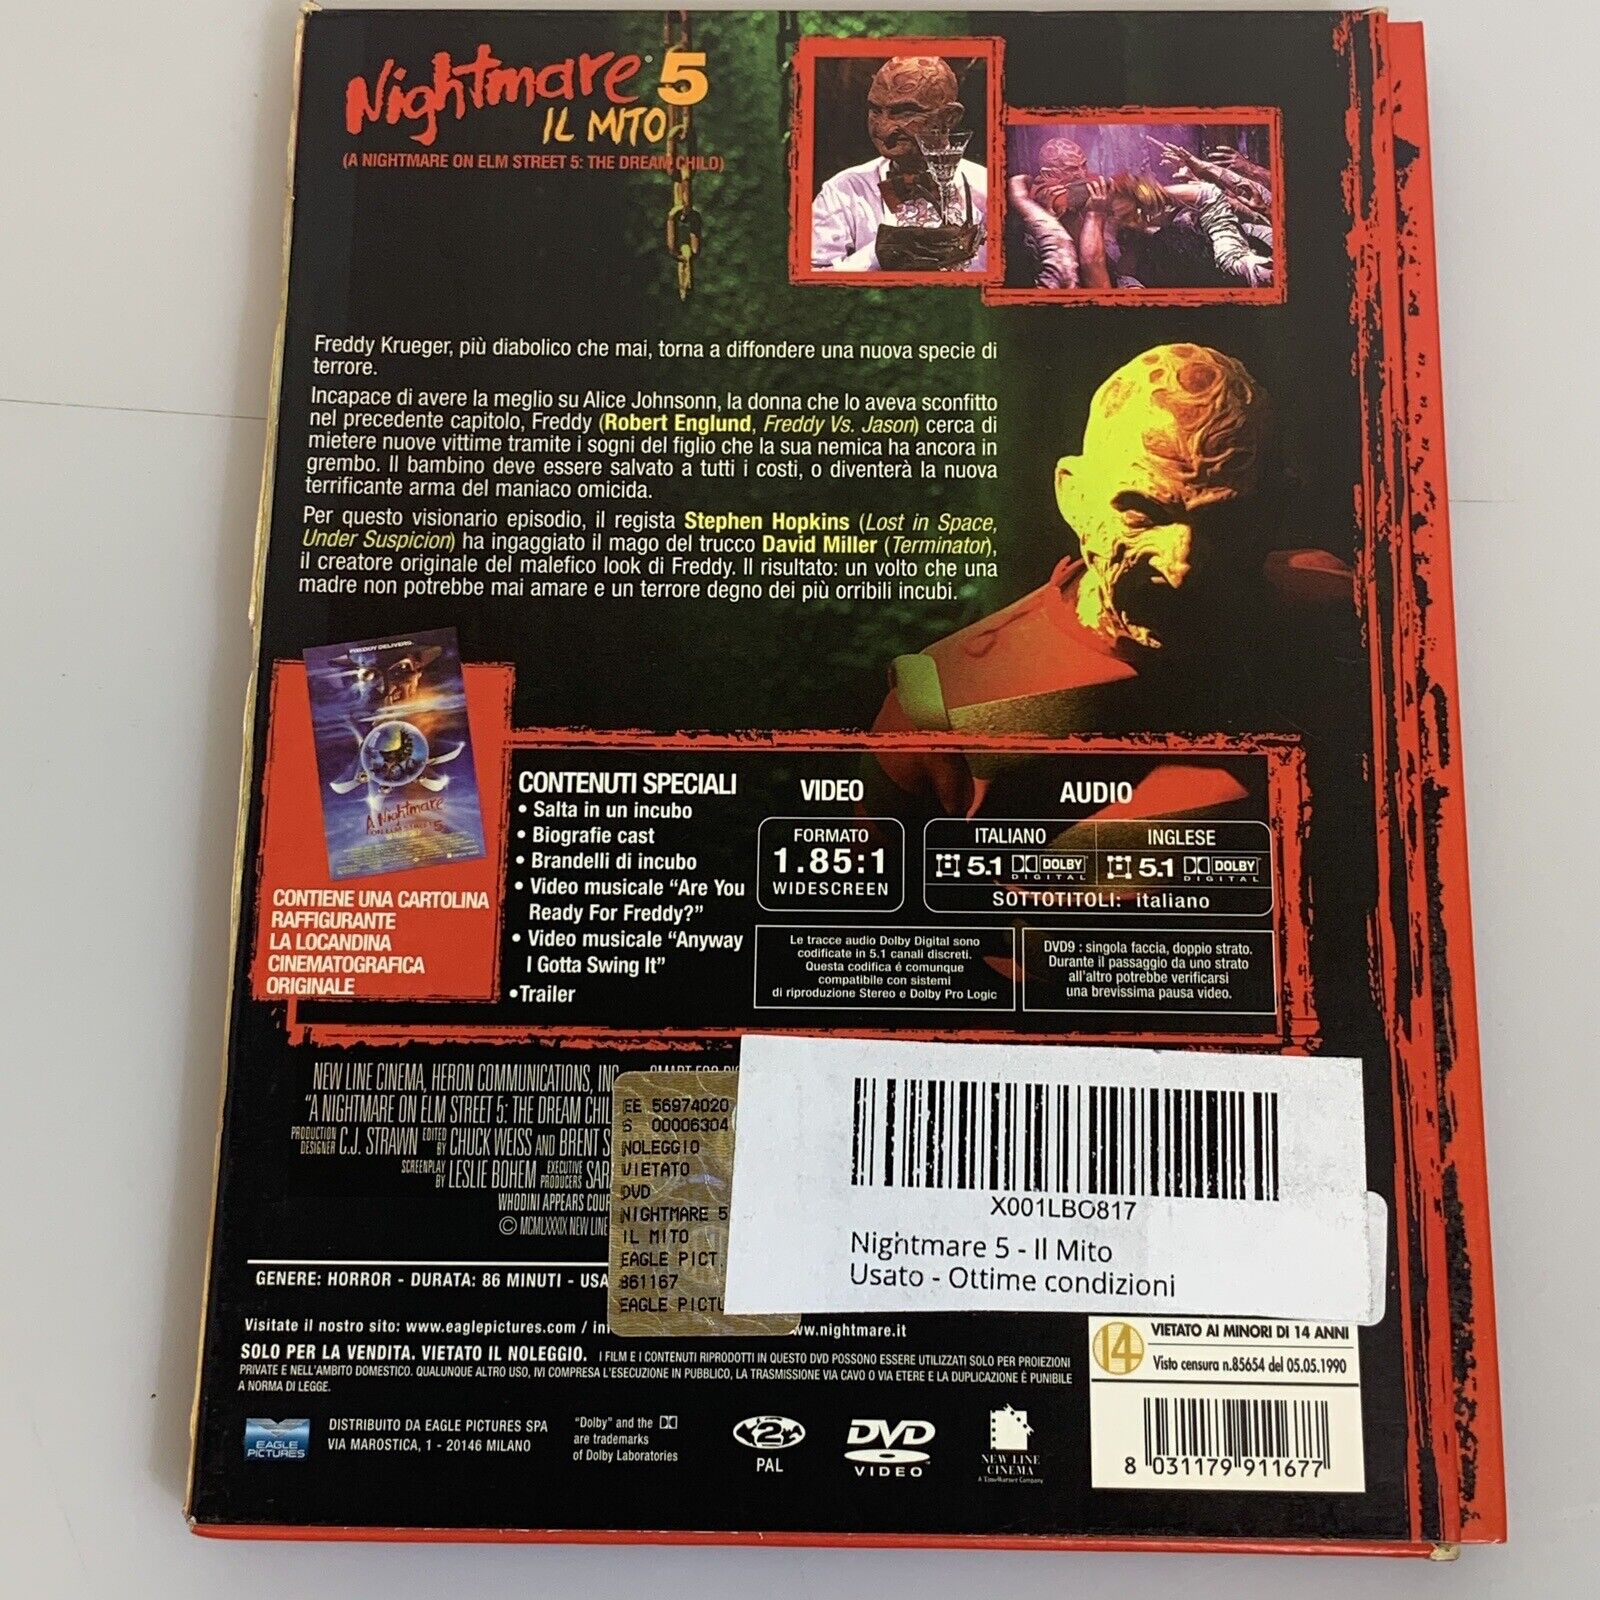 Nightmare 5
IL MITO
(A NIGHTMARE ON ELM STREET 5: THE DREAM CHILD)
Freddy Krueger, più diabolico che mai, torna a diffondere una nuova specie di
terrore.
Incapace di avere la meglio su Alice Johnsonn, la donna che lo aveva sconfitto
nel precedente capitolo, Freddy (Robert Englund, Freddy Vs. Jason) cerca di
mietere nuove vittime tramite i sogni del figlio che la sua nemica ha ancora in
grembo. Il bambino deve essere salvato a tutti i costi, o diventerà la nuova
terrificante arma del maniaco omicida.
Per questo visionario episodio, il regista Stephen Hopkins (Lost in Space,
Under Suspicion) ha ingaggiato il mago del trucco David Miller (Terminator),
il creatore originale del malefico look di Freddy. Il risultato: un volto che una
madre non potrebbe mai amare e un terrore degno dei più orribili incubi.
FREDDY DELIVERS
A Nightmare
ON ELM STREET 5
CONTIENE UNA CARTOLINA
RAFFIGURANTE
LA LOCANDINA
CINEMATOGRAFICA
ORIGINALE
CONTENUTI SPECIALI
• Salta in un incubo
• Biografie cast
• Brandelli di incubo
• Video musicale “Are You
Ready For Freddy?”
• Video musicale “Anyway
I Gotta Swing It”
•Trailer
VIDEO
FORMATO
1.85:1
WIDESCREEN
AUDIO
ITALIANO
5.1 DOLBY
DIGITAL
INGLESE
5.1 DOLBY
DIGITAL
SOTTOTITOLI: italiano
Le tracce audio Dolby Digital sono
codificate in 5.1 canali discreti.
Questa codifica é comunque
compatibile con sistemi
di riproduzione Stereo e Dolby Pro Logic
DVD9 : singola faccia, doppio strato.
Durante il passaggio da uno strato
all'altro potrebbe verificarsi
una brevissima pausa video.
NEW LINE CINEMA, HERON COMMUNICATIONS, INC.
“A NIGHTMARE ON ELM STREET 5: THE DREAM CHI
PRODUCTION DESIGNER C.J. STRAWN EDITED BY CHUCK WEISS AND BRENT S
SCREENPLAY BY LESLIE BOHEM EXECUTIVE PRODUCERS SARA
WHODINI APPEARS COU
© MCMLXXXIX NEW LINE
EE 56974020
00006304
NOLEGGIO
VIETATO
DVD
NIGHTMARE 5
IL MITO
EAGLE PICT.
861167
EAGLE PICTU
X001LBO817
Nightmare 5 - Il Mito
Usato - Ottime condizioni
GENERE: HORROR - DURATA: 86 MINUTI - USA
Visitate il nostro sito: www.eaglepictures.com / in
ww.nightmare.it
SOLO PER LA VENDITA. VIETATO IL NOLEGGIO. I FILM E I CONTENUTI RIPRODOTTI IN QUESTO DVD POSSONO ESSERE UTILIZZATI SOLO PER PROIEZIONI
PRIVATE E NELL'AMBITO DOMESTICO. QUALUNQUE ALTRO USO, IVI COMPRESA L'ESECUZIONE IN PUBBLICO, LA TRASMISSIONE VIA CAVO O VIA ETERE E LA DUPLICAZIONE È PUNIBILE
A NORMA DI LEGGE.
14
VIETATO AI MINORI DI 14 ANNI
Visto censura n.85654 del 05.05.1990
EAGLE
PICTURES
DISTRIBUITO DA EAGLE PICTURES SPA
VIA MAROSTICA, 1 - 20146 MILANO
“Dolby” and the
are trademarks
of Dolby Laboratories
2
PAL
DVD
VIDEO
NEW LINE
CINEMA
A TimeWarner Company
8 031179 911677